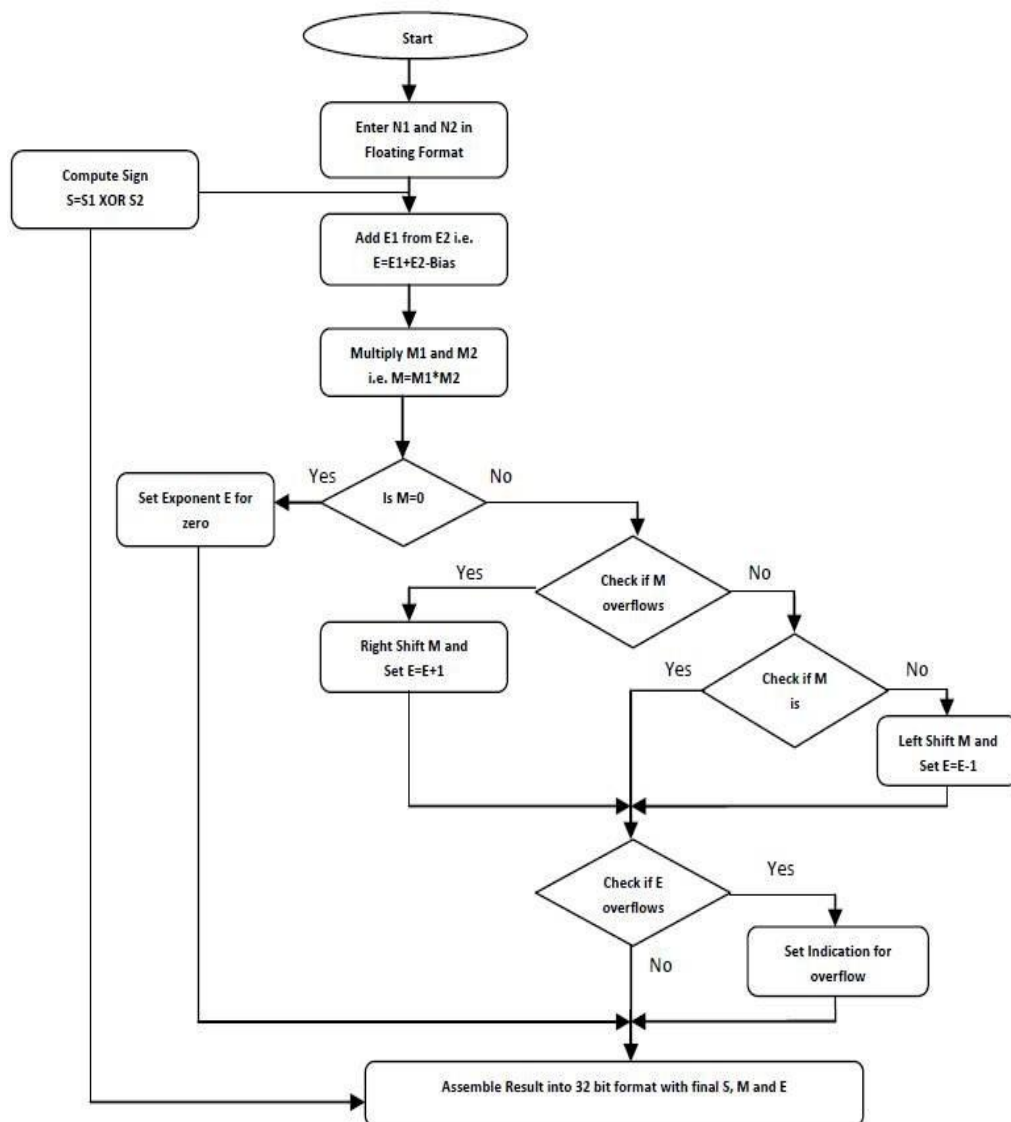 Start
Enter N1 and N2 in
Floating Format
Compute Sign
S=S1 XOR S2
Add E1 from E2 i.e.
E=E1+E2-Bias
Multiply M1 and M2
i.e. M=M1*M2
Yes
No
Is M=0
Set Exponent E for
zero
Yes
No
Check if M
overflows
Right Shift M and
Set E=E+1
Yes
No
Check if M
is
Left Shift M and
Set E=E-1
Check if E
overflows
Yes
No
Set Indication for
overflow
Assemble Result into 32 bit format with final S, M and E